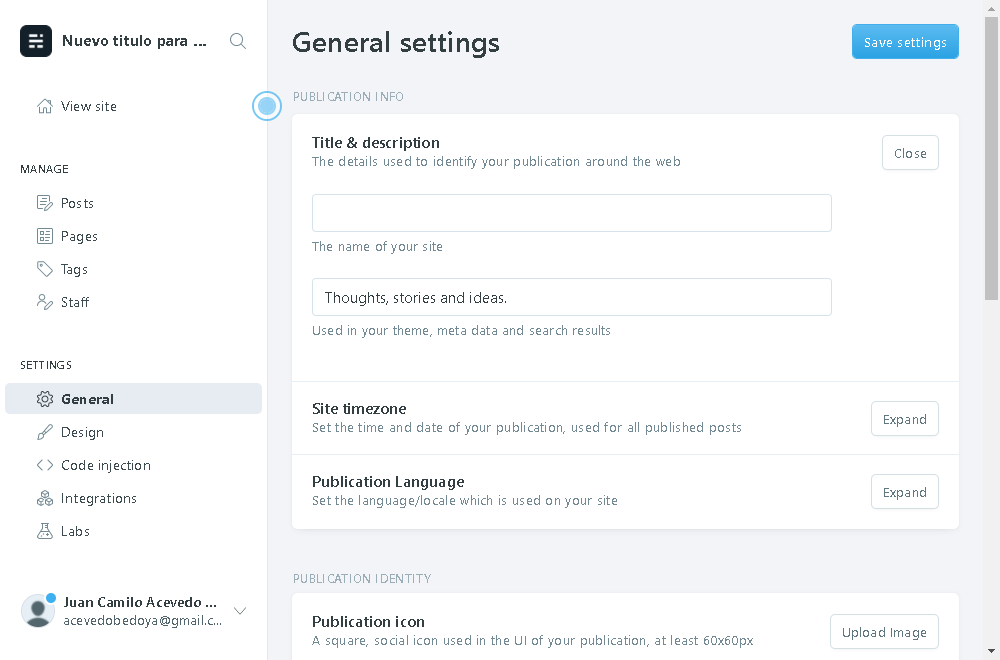 Nuevo titulo para ...
View site
MANAGE
Posts
Pages
Tags
Staff
SETTINGS
General
Design
Code injection
Integrations
Labs
Juan Camilo Acevedo ...
acevedobedoya@gmail.c...
General settings
Save settings
PUBLICATION INFO
Title & description
The details used to identify your publication around the web
Close
The name of your site
Thoughts, stories and ideas.
Used in your theme, meta data and search results
Site timezone
Set the time and date of your publication, used for all published posts
Expand
Publication Language
Set the language/locale which is used on your site
Expand
PUBLICATION IDENTITY
Publication icon
A square, social icon used in the UI of your publication, at least 60x60px
Upload Image